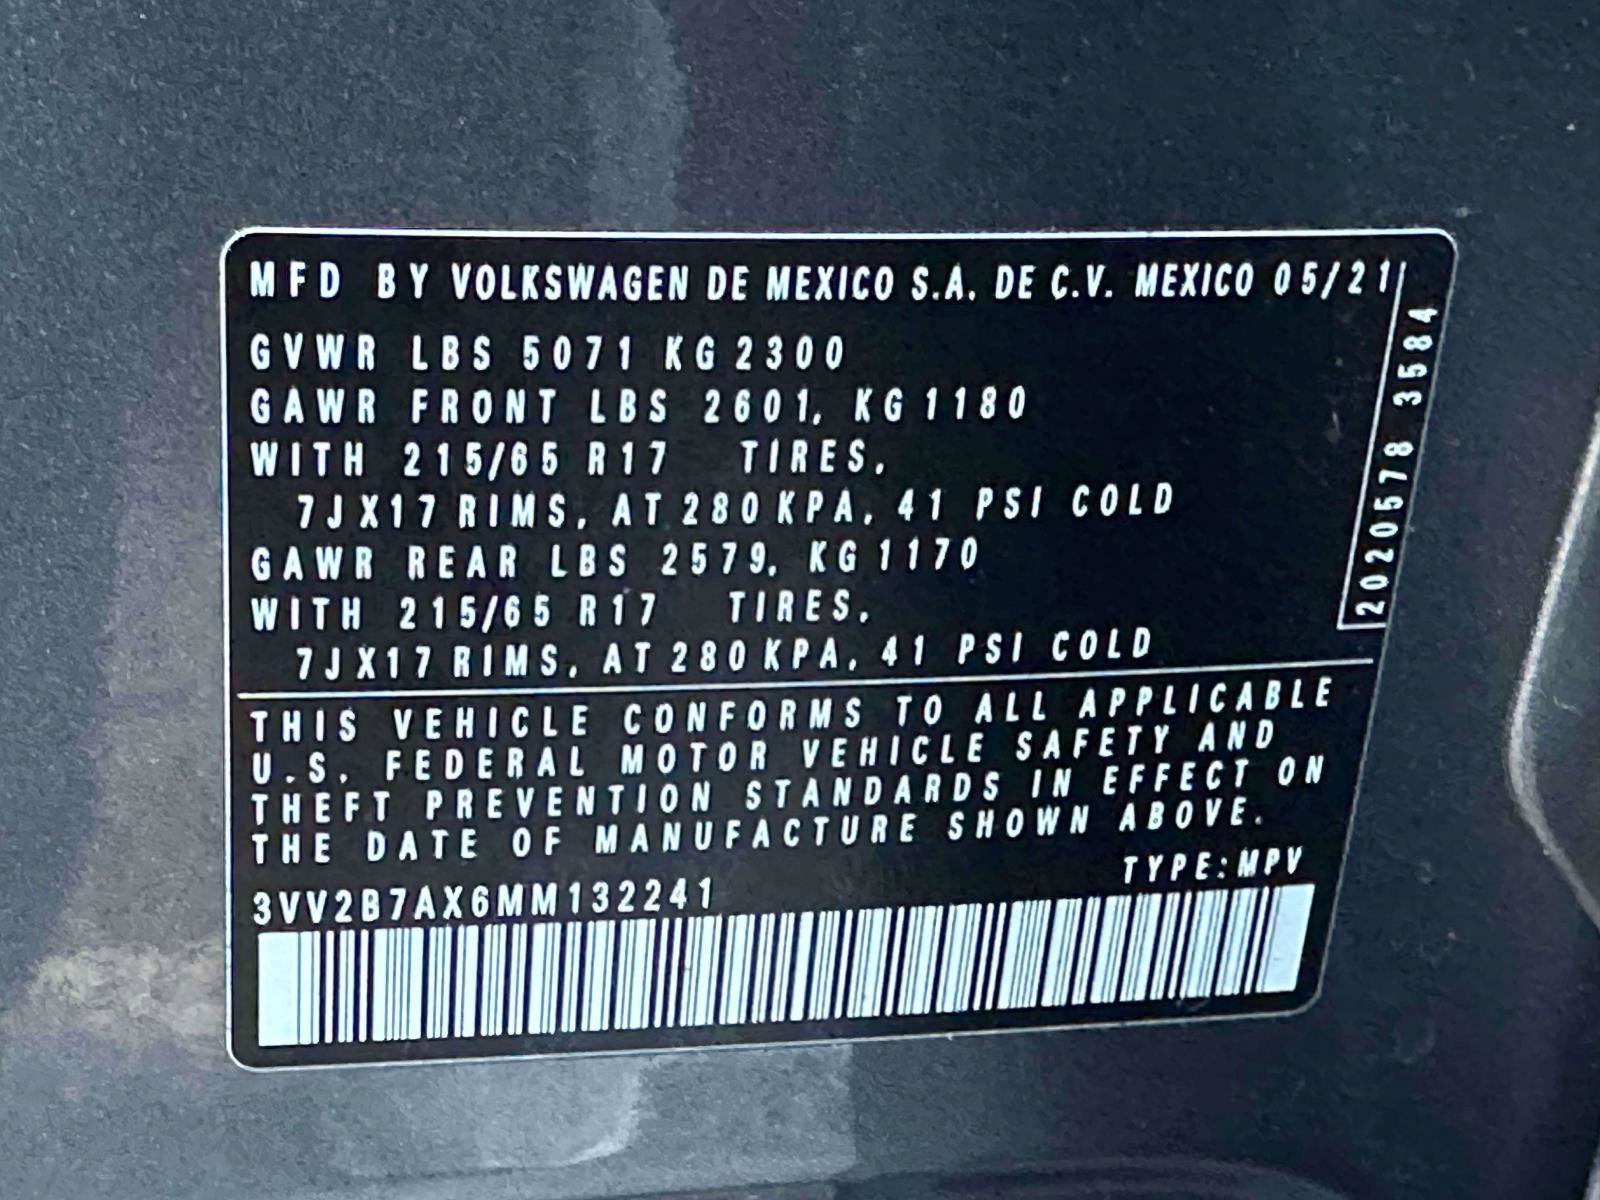 MFD BY VOLKSWAGEN DE MEXICO S.A. DE C.V. MEXICO 05/21
GVWR LBS 5071 KG 2300
GAWR FRONT LBS 2601, KG 1180
WITH 215/65 R17 TIRES,
7JX17 RIMS, AT 280 KPA, 41 PSI COLD
GAWR REAR LBS 2579, KG 1170
WITH 215/65 R17 TIRES,
7JX17 RIMS, AT 280 KPA, 41 PSI COLD
2020578 3584
THIS VEHICLE CONFORMS TO ALL APPLICABLE
U.S. FEDERAL MOTOR VEHICLE SAFETY AND
THEFT PREVENTION STANDARDS IN EFFECT ON
THE DATE OF MANUFACTURE SHOWN ABOVE.
TYPE: MPV
3VV2B7AX6MM132241